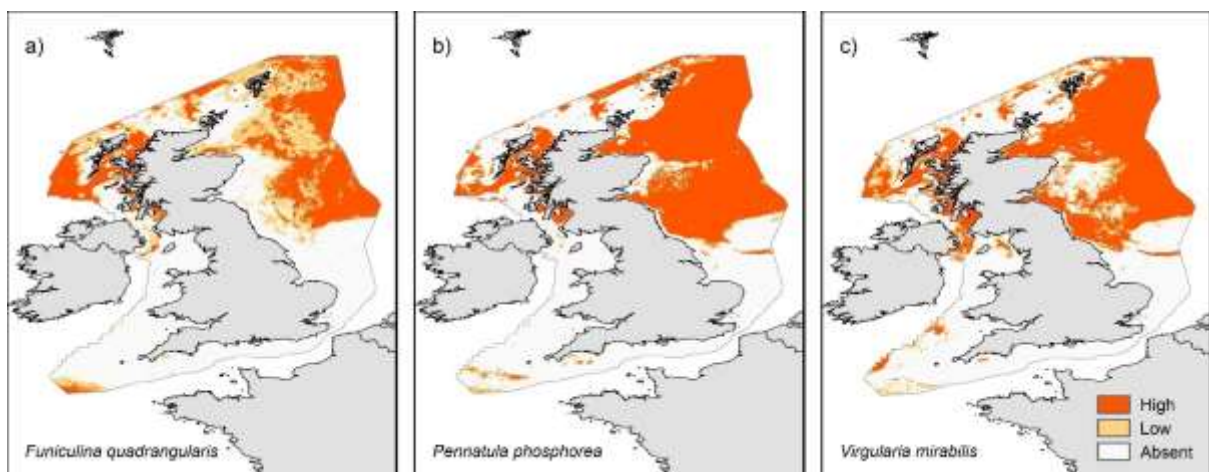 a)
b)
c)
High
Low
Absent
Funiculina quadrangularis
Pennatula phosphorea
Virgularia mirabilis